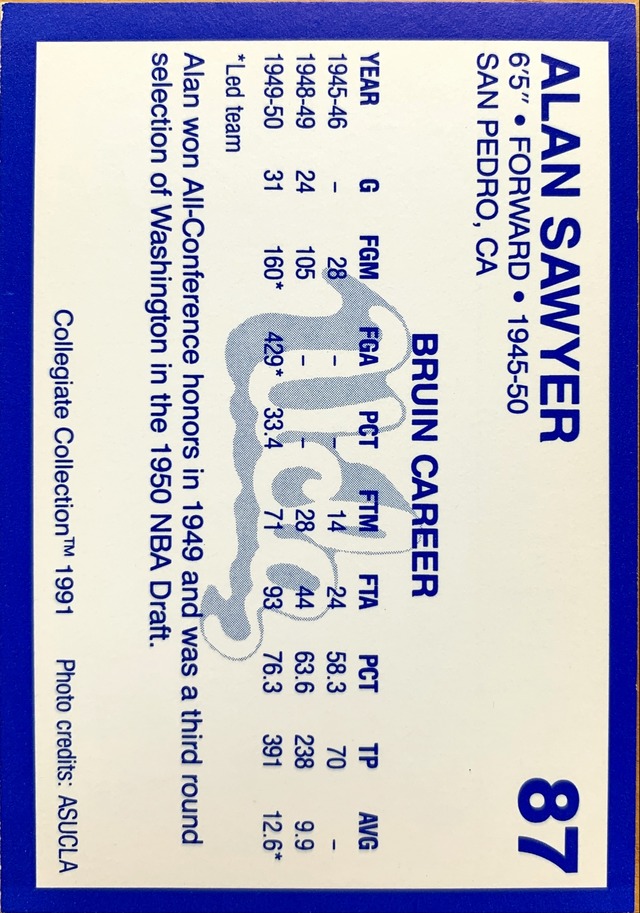 ALAN SAWYER 87
6'5" • FORWARD • 1945-50
SAN PEDRO, CA
BRUIN CAREER
YEAR G FGM FGA PCT FTM FTA PCT TP AVG
1945-46 – 28 – – 14 24 58.3 70 –
1948-49 24 105 – – 28 44 63.6 238 9.9
1949-50 31 160* 429* 33.4 71 93 76.3 391 12.6*
*Led team
ucla
Alan won All-Conference honors in 1949 and was a third round
selection of Washington in the 1950 NBA Draft.
Collegiate Collection™ 1991 Photo credits: ASUCLA